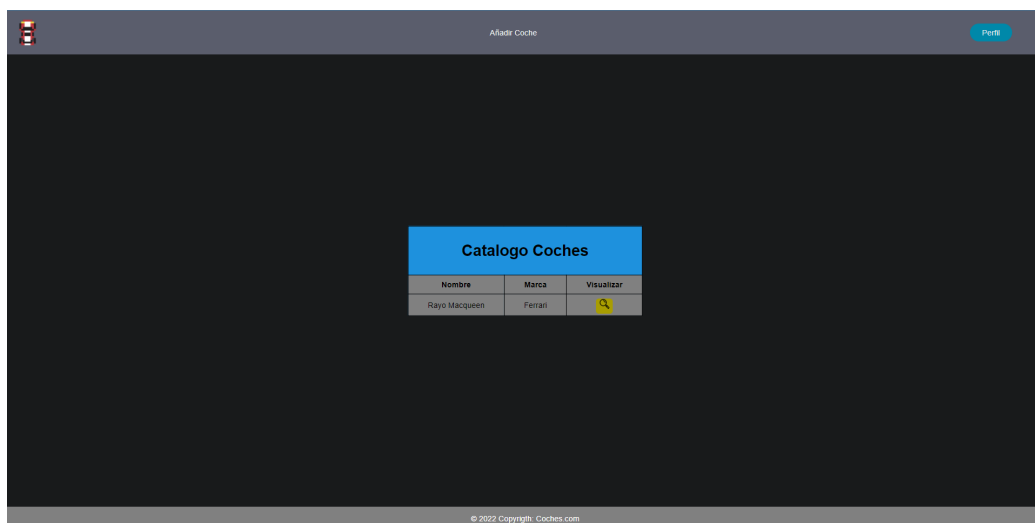 Añadir Coche
Perfil
Catalogo Coches
Nombre Marca Visualizar
Rayo Macqueen Ferrari
© 2022 Copyrigth: Coches.com